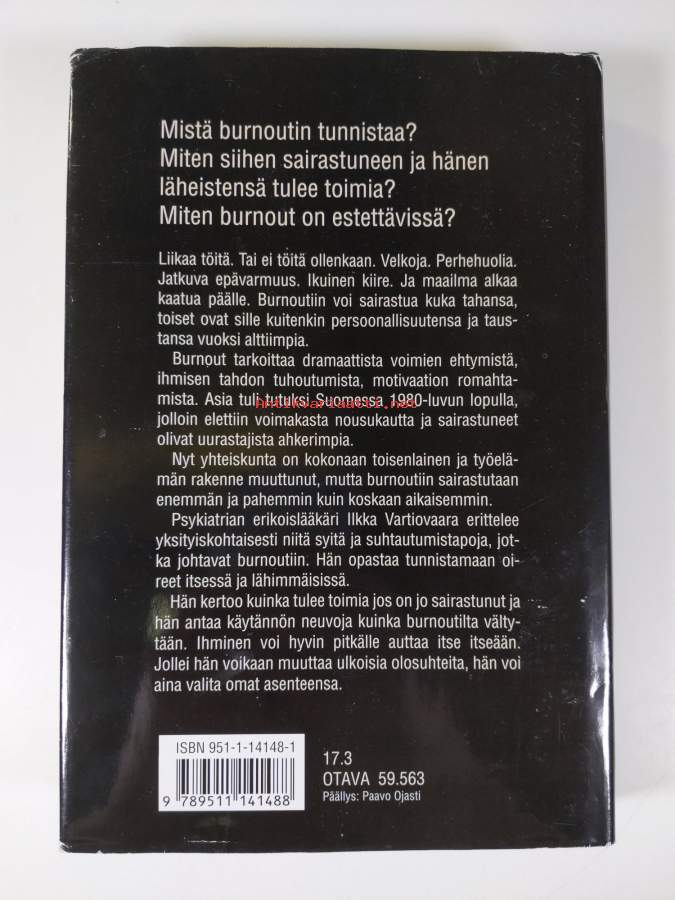 Mistä burnoutin tunnistaa?
Miten siihen sairastuneen ja hänen
läheistensä tulee toimia?
Miten burnout on estettävissä?
Liikaa töitä. Tai ei töitä ollenkaan. Velkoja. Perhehuolia.
Jatkuva epävarmuus. Ikuinen kiire. Ja maailma alkaa
kaatua päälle. Burnoutiin voi sairastua kuka tahansa,
toiset ovat sille kuitenkin persoonallisuutensa ja taus-
tansa vuoksi alttiimpia.
Burnout tarkoittaa dramaattista voimien ehtymistä,
ihmisen tahdon tuhoutumista, motivaation romahta-
mista. Asia tuli tutuksi Suomessa 1980-luvun lopulla,
antikvariaatti.net
jolloin elettiin voimakasta nousukautta ja sairastuneet
olivat uurastajista ahkerimpia.
Nyt yhteiskunta on kokonaan toisenlainen ja työelä-
män rakenne muuttunut, mutta burnoutiin sairastutaan
enemmän ja pahemmin kuin koskaan aikaisemmin.
Psykiatrian erikoislääkäri Ilkka Vartiovaara erittelee
yksityiskohtaisesti niitä syitä ja suhtautumistapoja, jot-
ka johtavat burnoutiin. Hän opastaa tunnistamaan oi-
reet itsessä ja lähimmäisissä.
Hän kertoo kuinka tulee toimia jos on jo sairastunut ja
hän antaa käytännön neuvoja kuinka burnoutilta välty-
tään. Ihminen voi hyvin pitkälle auttaa itse itseään.
Jollei hän voikaan muuttaa ulkoisia olosuhteita, hän voi
aina valita omat asenteensa.
ISBN 951-1-14148-1
9 789511 141488
17.3
OTAVA 59.563
Päällys: Paavo Ojasti